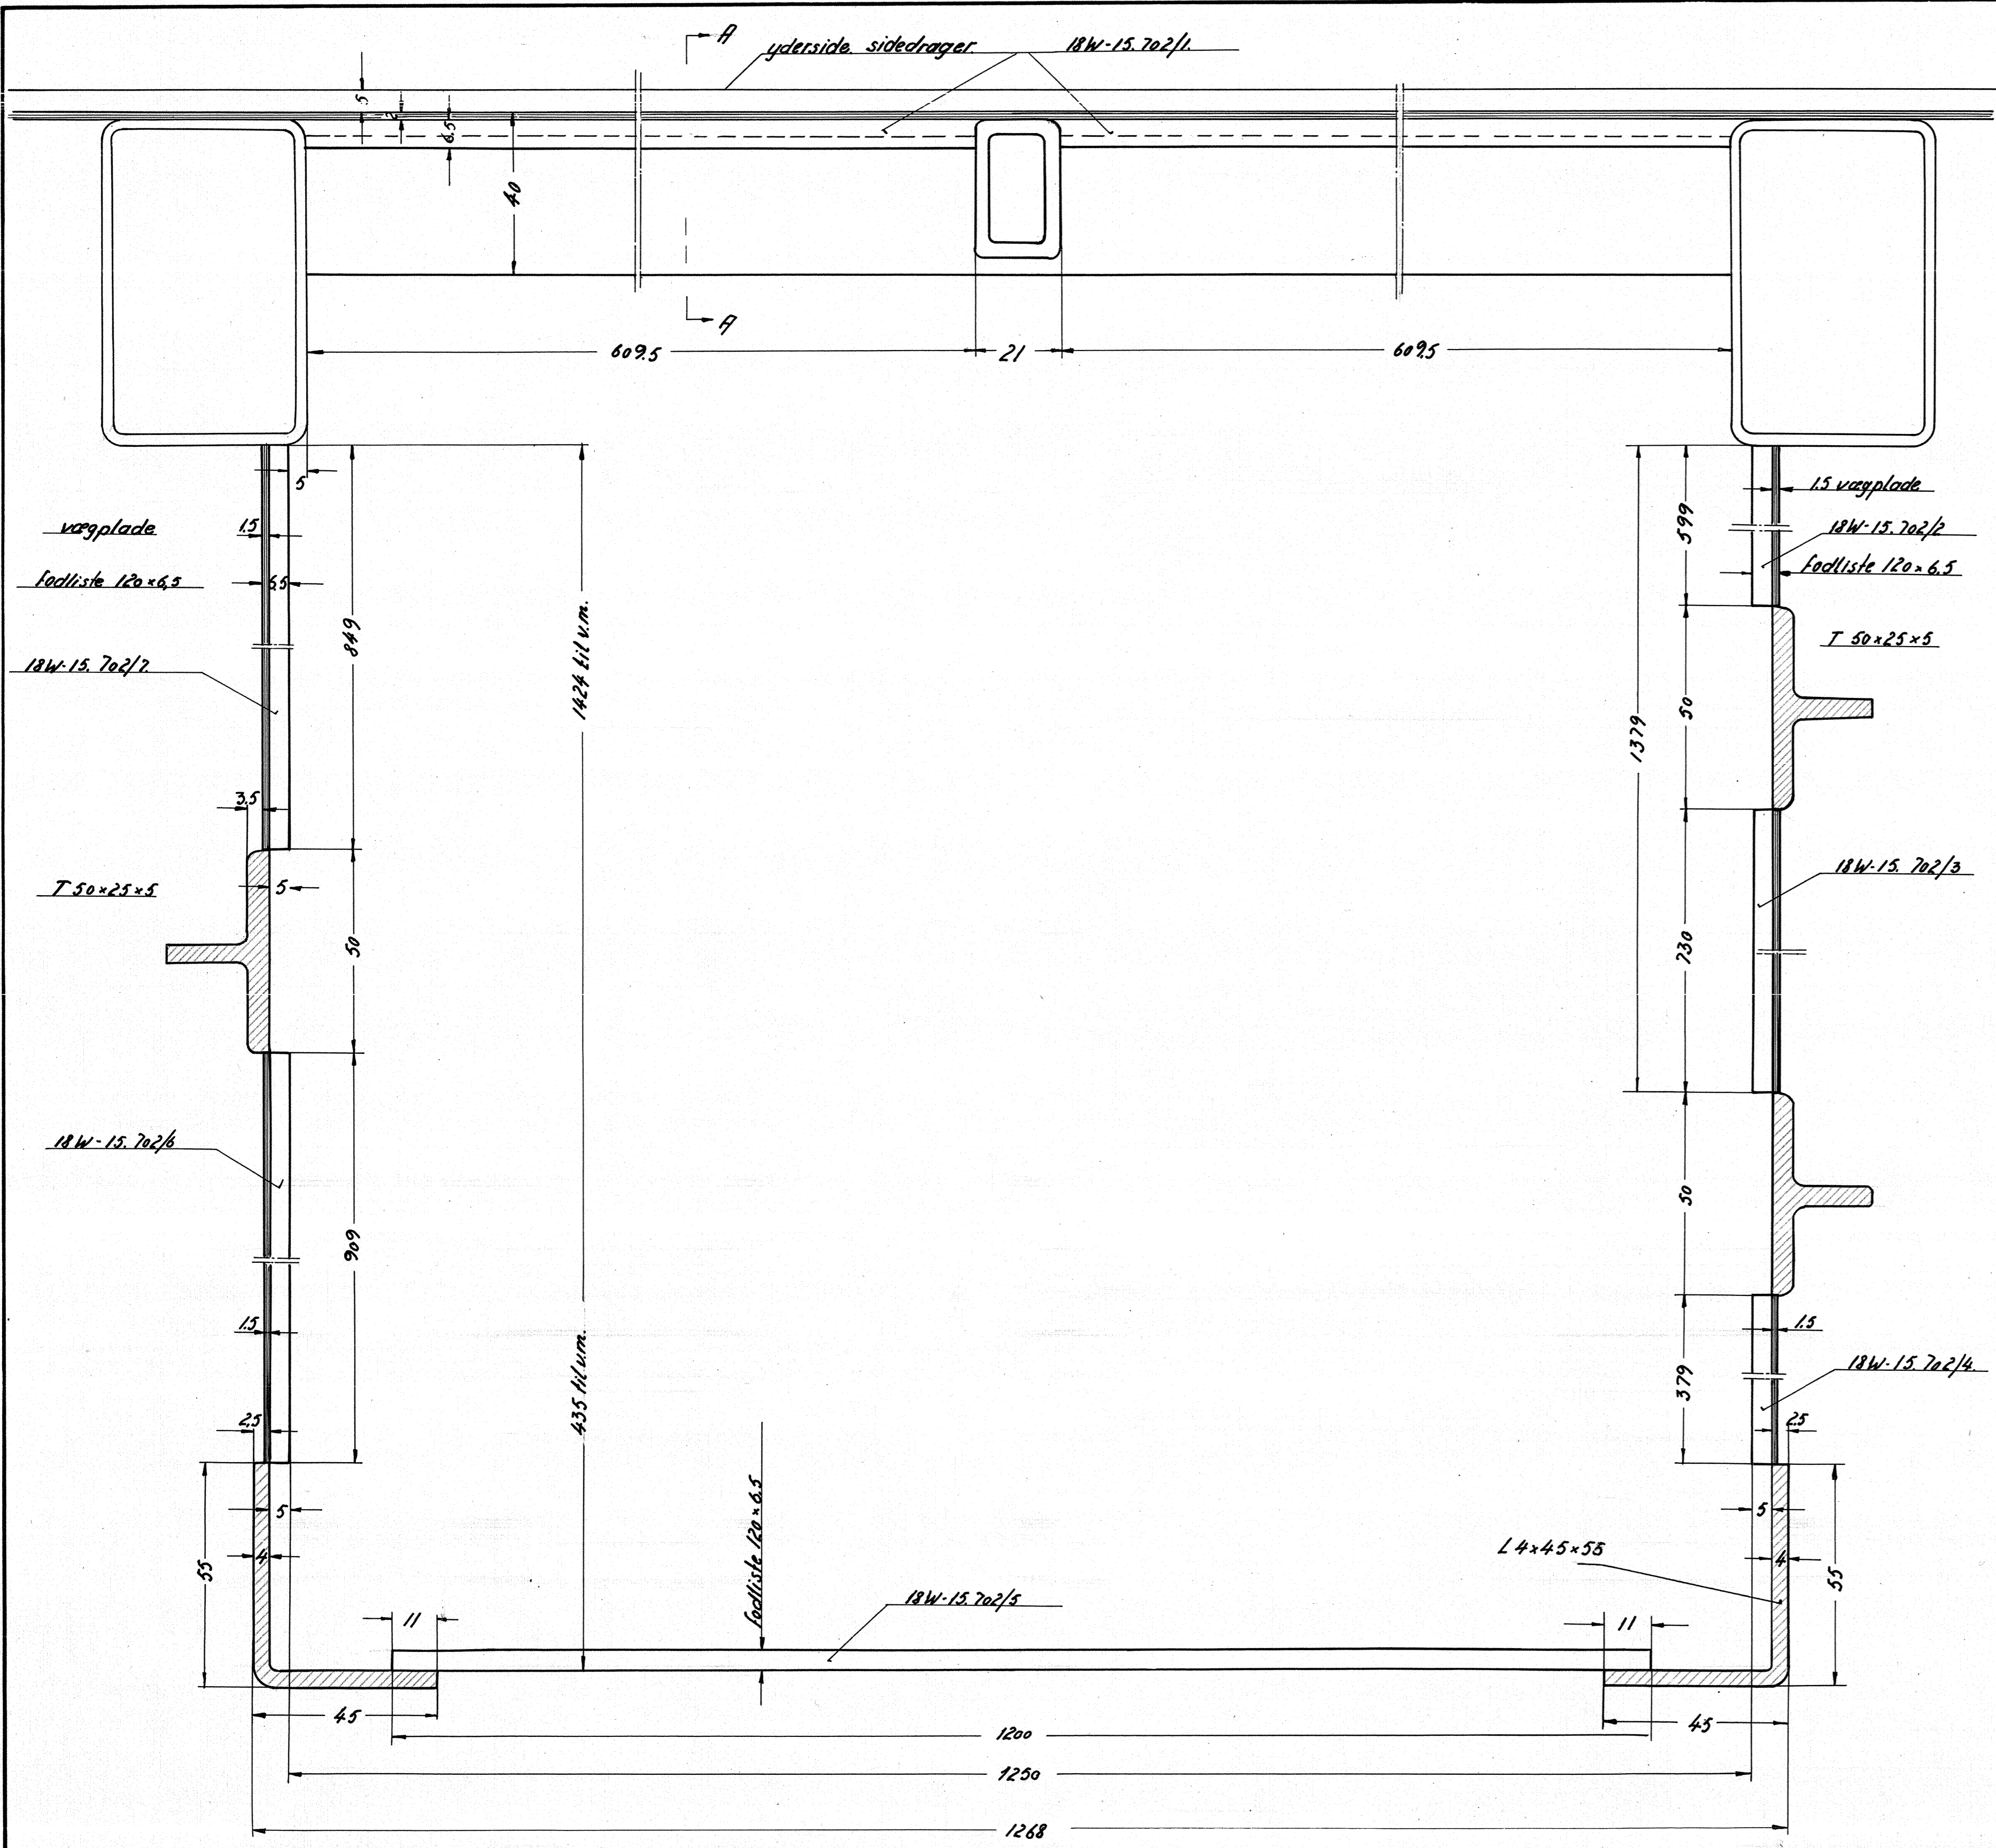 A
yderside sidedrager.
18W-15.702/1.
5
2
6.5
40
A
609.5
21
609.5
5
vægplade
1.5
fodliste 120×6,5
6.5
849
1424 til v.m.
18W-15.702/7.
3.5
T 50×25×5
5
50
18W-15.702/6
909
1.5
435 til v.m.
2.5
5
4
55
11
fodliste 120×6.5
18W-15.702/5
45
1200
1250
1268
1.5 vægplade
599
18W-15.702/2
fodliste 120×6.5
T 50×25×5
50
1379
18W-15.702/3
730
50
1.5
379
18W-15.702/4.
2.5
5
L 4×45×55
4
55
11
45